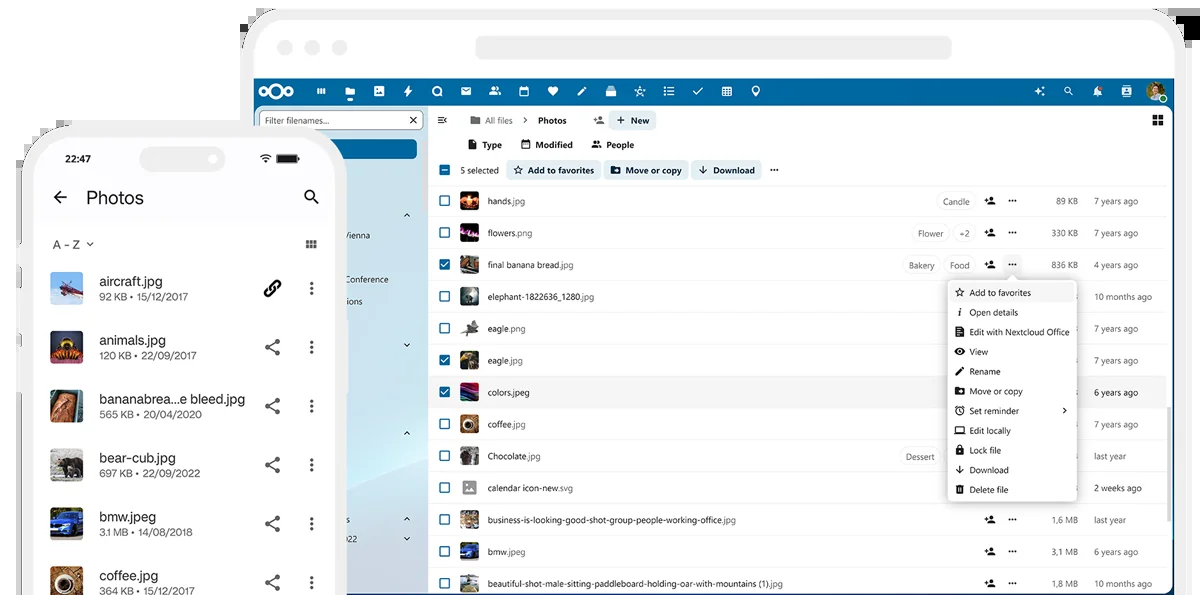 22:47
Photos
A - Z
aircraft.jpg
92 KB • 15/12/2017
animals.jpg
120 KB • 22/09/2017
bananabrea...e bleed.jpg
565 KB • 20/04/2020
bear-cub.jpg
697 KB • 22/09/2022
bmw.jpeg
3.1 MB • 14/08/2018
coffee.jpg
364 KB • 15/12/2017
Filter filenames...
All files > Photos + New
Type Modified People
5 selected Add to favorites Move or copy Download
hands.jpg Candle 89 KB 7 years ago
flowers.png Flower +2 330 KB 7 years ago
final banana bread.jpg Bakery Food 836 KB 4 years ago
elephant-1822636_1280.jpg 10 months ago
eagle.png 7 years ago
eagle.jpg 7 years ago
colors.jpeg 6 years ago
coffee.jpg 7 years ago
Chocolate.jpg Dessert last year
calendar icon-new.svg 2 weeks ago
business-is-looking-good-shot-group-people-working-office.jpg 1,6 MB last year
bmw.jpeg 3,1 MB 6 years ago
beautiful-shot-male-sitting-paddleboard-holding-oar-with-mountains (1).jpg 1,8 MB 10 months ago
Add to favorites
Open details
Edit with Nextcloud Office
View
Rename
Move or copy
Set reminder
Edit locally
Lock file
Download
Delete file